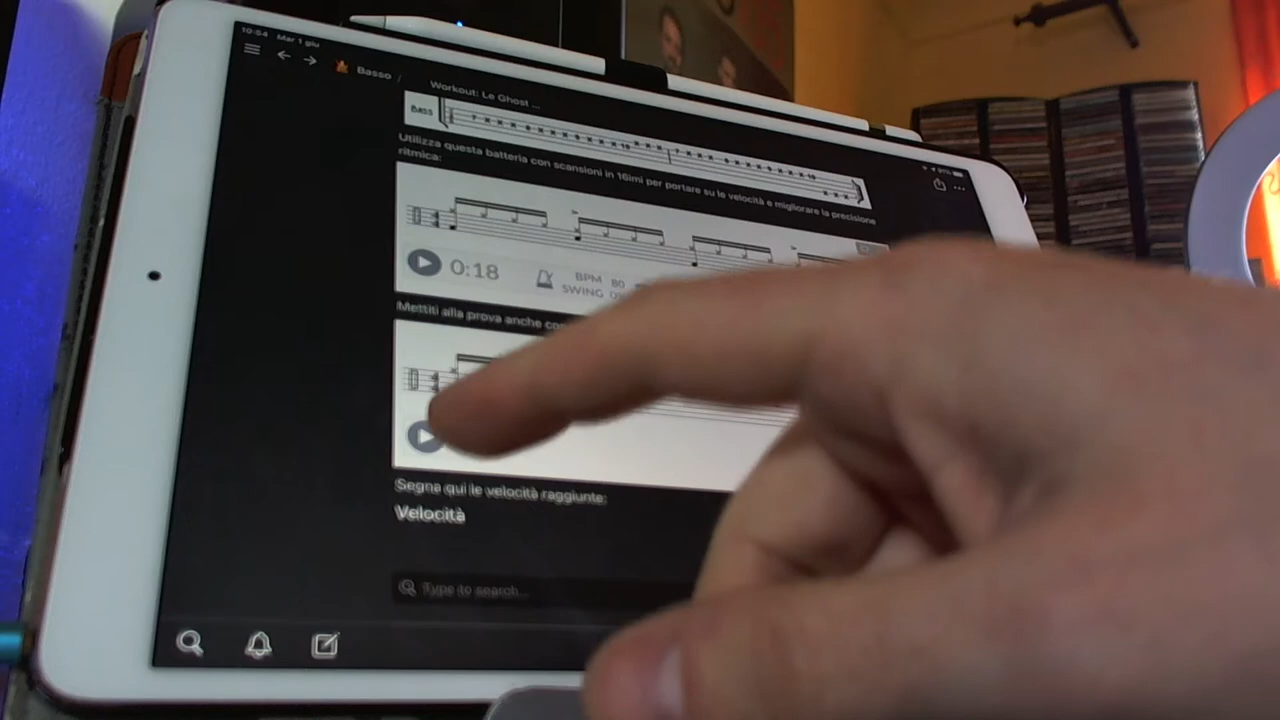 10:54 Mar 1 giu
Basso /
Workout: Le Ghost ...
BASS
Utilizza questa batteria con scansioni in 16imi per portare su le velocità e migliorare la precisione
ritmica:
0:18
BPM 80
SWING
Mettiti alla prova anche
Segna qui le velocità raggiunte:
Velocità
Type to search...